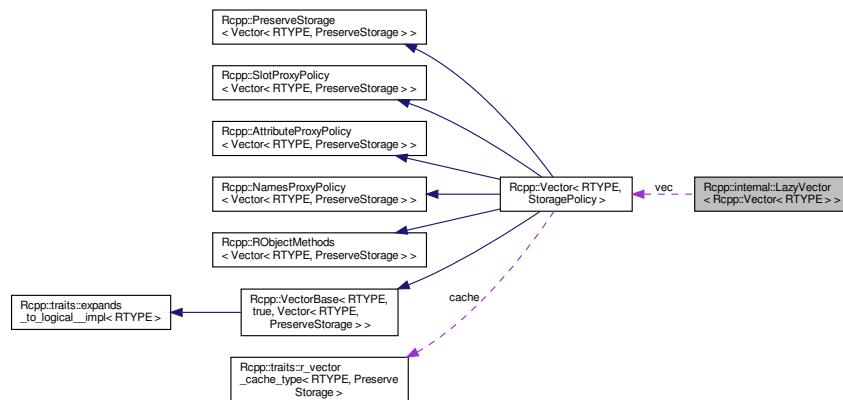 Rcpp::PreserveStorage
< Vector< RTYPE, PreserveStorage > >
Rcpp::SlotProxyPolicy
< Vector< RTYPE, PreserveStorage > >
Rcpp::AttributeProxyPolicy
< Vector< RTYPE, PreserveStorage > >
Rcpp::NamesProxyPolicy
< Vector< RTYPE, PreserveStorage > >
Rcpp::Vector< RTYPE,
StoragePolicy >
vec
Rcpp::internal::LazyVector
< Rcpp::Vector< RTYPE > >
Rcpp::RObjectMethods
< Vector< RTYPE, PreserveStorage > >
Rcpp::traits::expands
_to_logical__impl< RTYPE >
Rcpp::VectorBase< RTYPE,
true, Vector< RTYPE,
PreserveStorage > >
cache
Rcpp::traits::r_vector
_cache_type< RTYPE, Preserve
Storage >